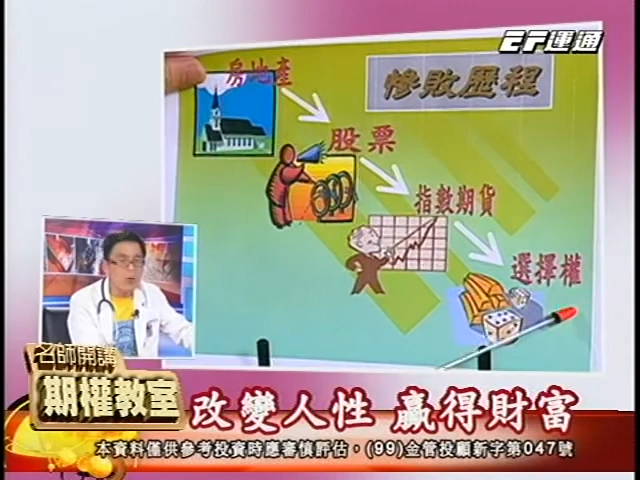 EF運通
房地產
慘敗歷程
股票
指數期貨
選擇權
名師開講
期權教室
改變人性 贏得財富
本資料僅供參考投資時應審慎評估，(99)金管投顧新字第047號